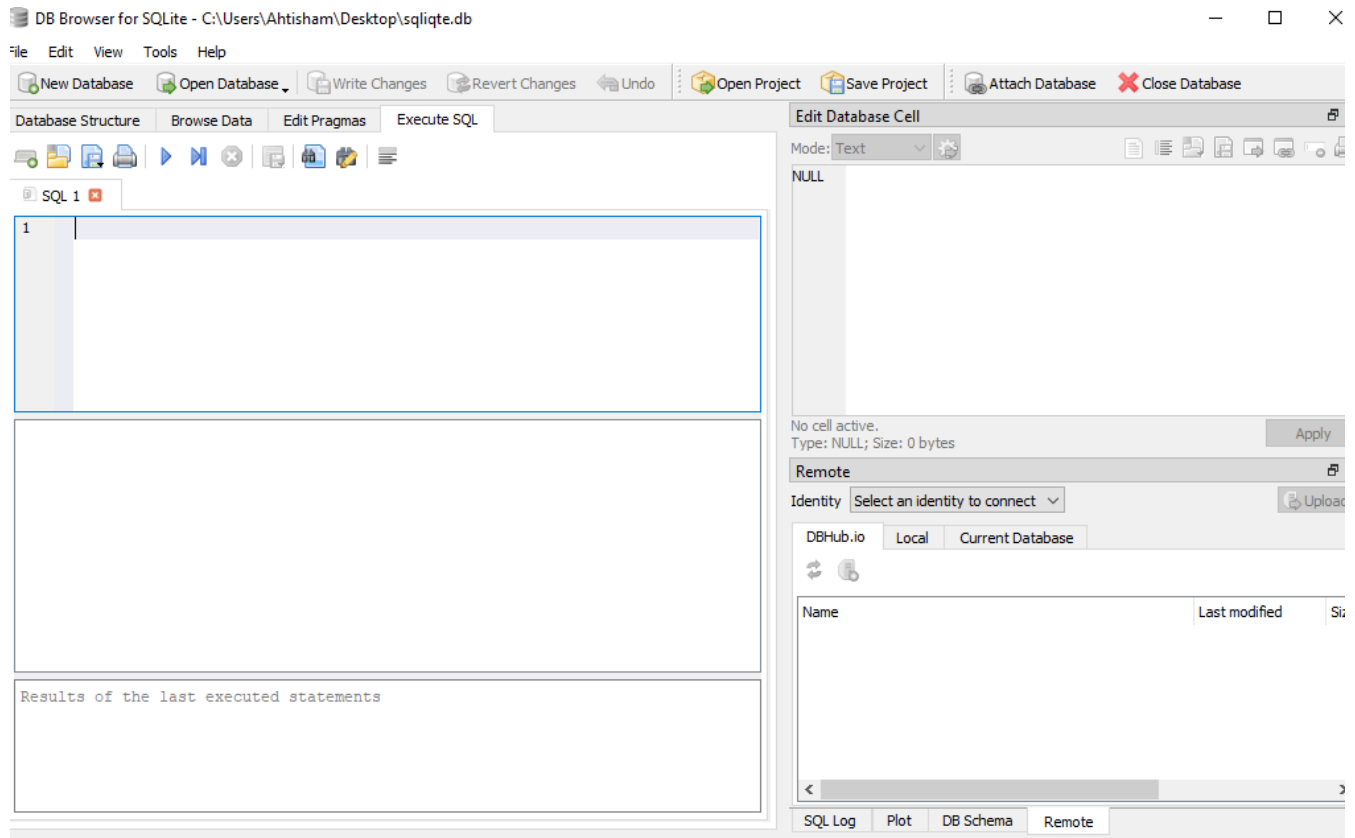 DB Browser for SQLite - C:\Users\Ahtisham\Desktop\sqliqte.db
File Edit View Tools Help
New Database Open Database Write Changes Revert Changes Undo Open Project Save Project Attach Database Close Database
Database Structure Browse Data Edit Pragmas Execute SQL
SQL 1
1
Results of the last executed statements
Edit Database Cell
Mode: Text
NULL
No cell active.
Type: NULL; Size: 0 bytes
Apply
Remote
Identity Select an identity to connect Upload
DBHub.io Local Current Database
Name Last modified Siz
SQL Log Plot DB Schema Remote